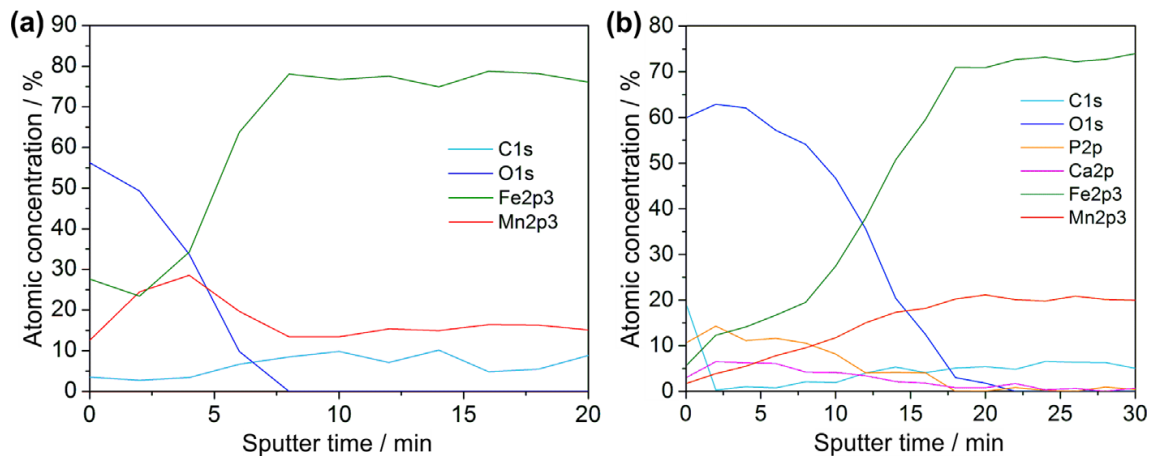 (a)
Atomic concentration / %
90
80
70
60
50
40
30
20
10
0
C1s
O1s
Fe2p3
Mn2p3
0 5 10 15 20
Sputter time / min
(b)
Atomic concentration / %
80
70
60
50
40
30
20
10
0
C1s
O1s
P2p
Ca2p
Fe2p3
Mn2p3
0 5 10 15 20 25 30
Sputter time / min